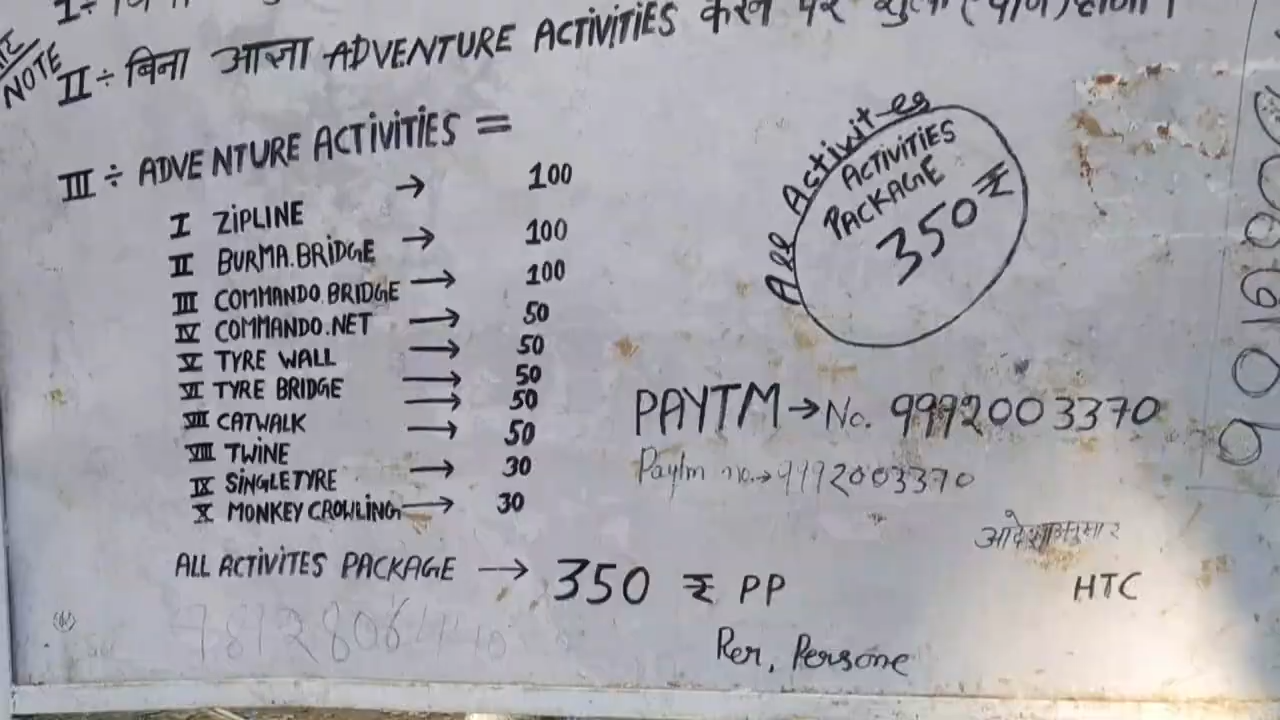 I ÷ बिना
II ÷ बिना आज्ञा ADVENTURE ACTIVITIES करने पर
NOTE
III ÷ ADVENTURE ACTIVITIES =
I ZIPLINE → 100
II BURMA.BRIDGE → 100
III COMMANDO.BRIDGE → 100
IV COMMANDO.NET → 50
V TYRE WALL → 50
VI TYRE BRIDGE → 50
VII CATWALK → 50
VIII TWINE → 50
IX SINGLE TYRE → 30
X MONKEY CROWLING → 30
ALL ACTIVITES PACKAGE → 350 ₹ PP
Per, Persone
All Activities
ACTIVITIES
PACKAGE
350 ₹
PAYTM → No. 9992003370
Paytm no. → 9992003370
आदेशानुसार
HTC